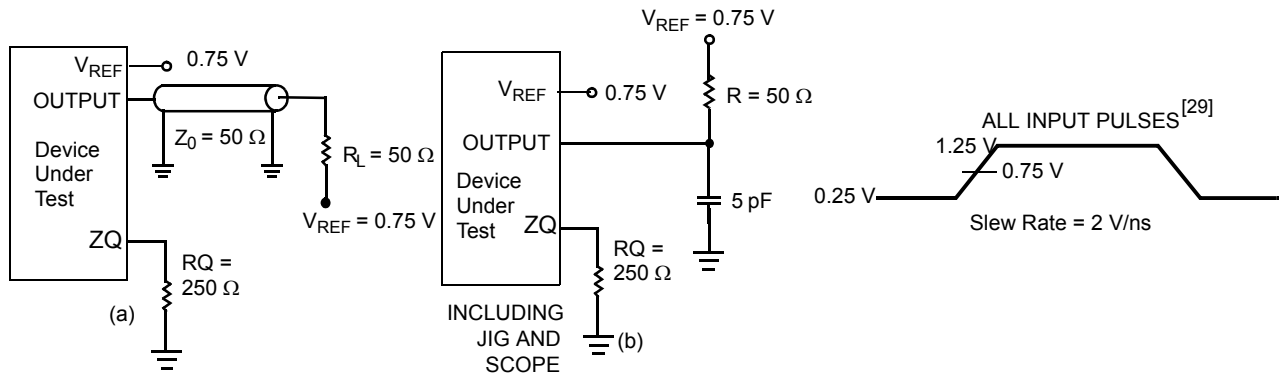 V_REF
0.75 V
OUTPUT
Z_0 = 50 Ω
Device
Under
Test
R_L = 50 Ω
V_REF = 0.75 V
ZQ
RQ =
250 Ω
(a)
V_REF = 0.75 V
V_REF
0.75 V
R = 50 Ω
OUTPUT
Device
Under
Test
5 pF
ZQ
RQ =
250 Ω
INCLUDING
JIG AND
SCOPE
(b)
ALL INPUT PULSES[29]
1.25 V
0.75 V
0.25 V
Slew Rate = 2 V/ns